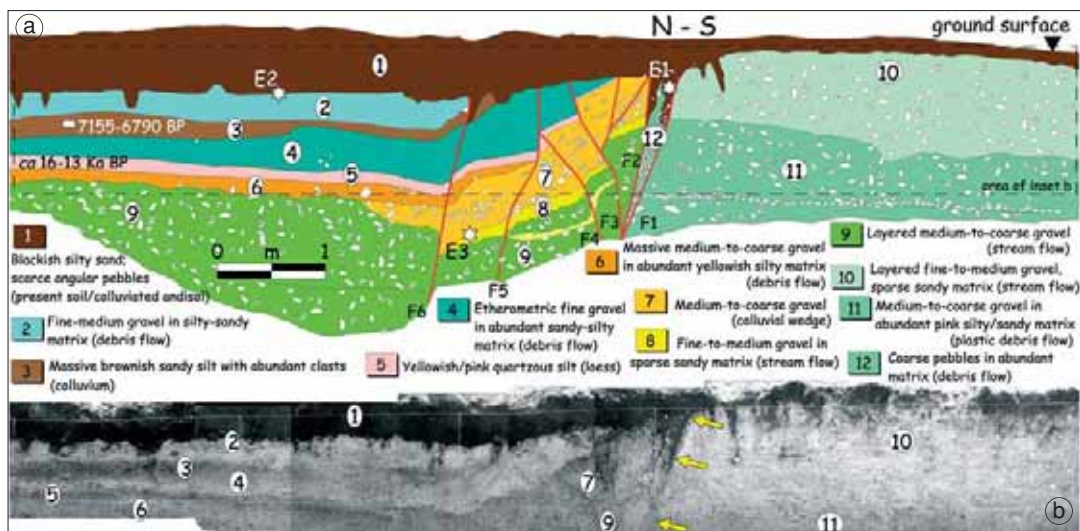 a
N - S
ground surface
1
10
E2
E1
2
7155-6790 BP
3
12
4
ca 16-13 Ka BP
F2
11
5
7
6
area of inset b
9
8
F3
F1
E3
F4
9
0 m 1
F5
F6
1
Blackish silty sand;
scarce angular pebbles
(present soil/colluviated andisol)
2 Fine-medium gravel in silty-sandy
matrix (debris flow)
3 Massive brownish sandy silt with abundant clasts
(colluvium)
4 Etherometric fine gravel
in abundant sandy-silty
matrix (debris flow)
5 Yellowish/pink quartzous silt (loess)
6 Massive medium-to-coarse gravel
in abundant yellowish silty matrix
(debris flow)
7 Medium-to-coarse gravel
(colluvial wedge)
8 Fine-to-medium gravel in
sparse sandy matrix (stream flow)
9 Layered medium-to-coarse gravel
(stream flow)
10 Layered fine-to-medium gravel,
sparse sandy matrix (stream flow)
11 Medium-to-coarse gravel in
abundant pink silty/sandy matrix
(plastic debris flow)
12 Coarse pebbles in abundant
matrix (debris flow)
1
2
10
3
4
7
5
6
9
11
b